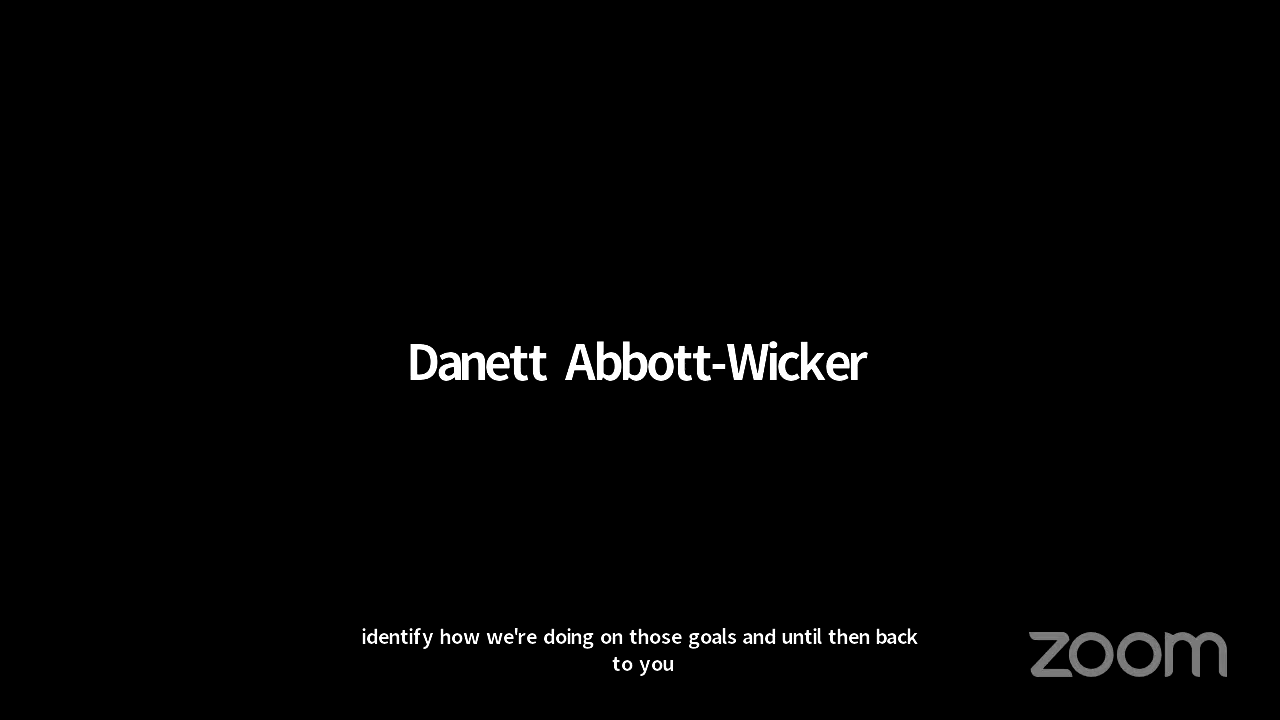 Danett Abbott-Wicker
identify how we're doing on those goals and until then back
to you
zoom